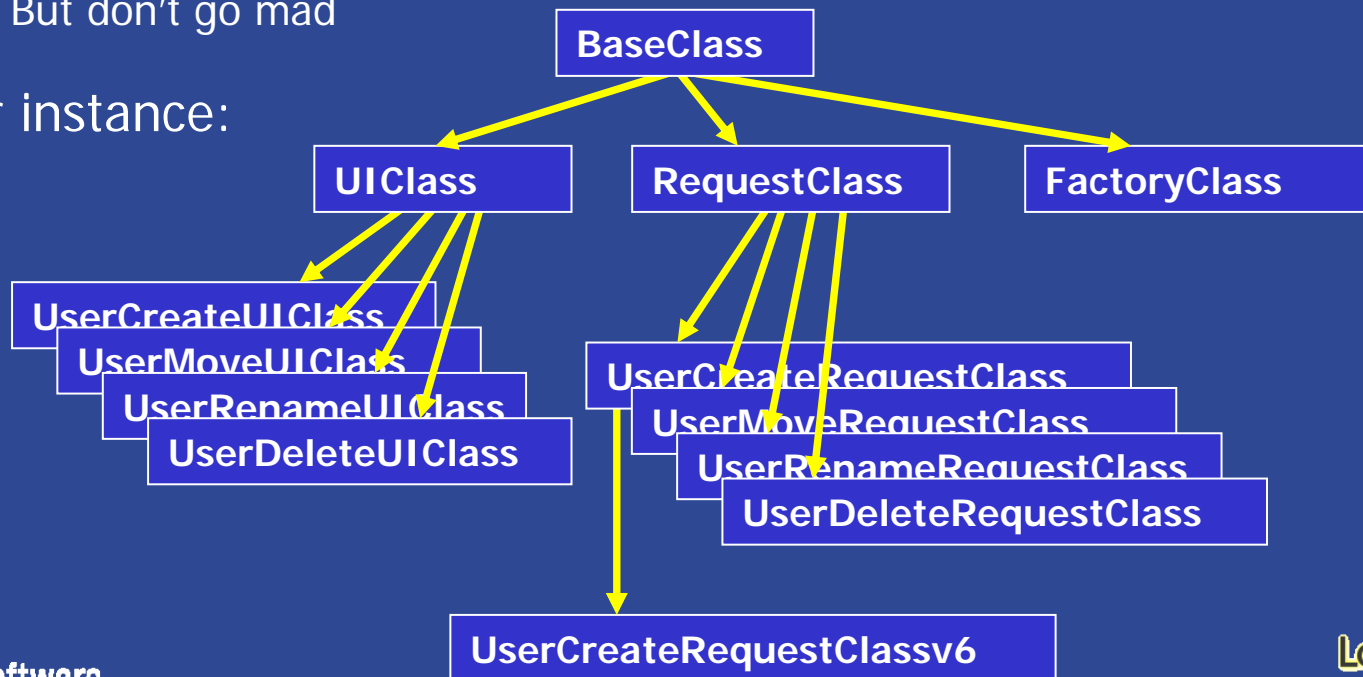 But don't go mad
instance:
BaseClass
UIClass
RequestClass
FactoryClass
UserCreateUIClass
UserMoveUIClass
UserRenameUIClass
UserDeleteUIClass
UserCreateRequestClass
UserMoveRequestClass
UserRenameRequestClass
UserDeleteRequestClass
UserCreateRequestClassv6